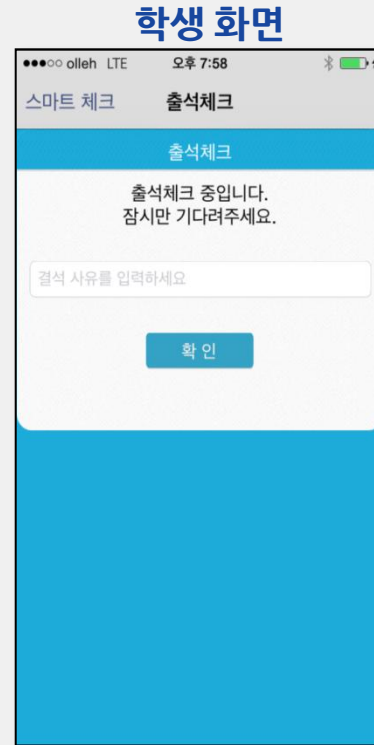 학생 화면
●●●○○ olleh LTE 오후 7:58
스마트 체크 출석체크
출석체크
출석체크 중입니다.
잠시만 기다려주세요.
결석 사유를 입력하세요
확 인